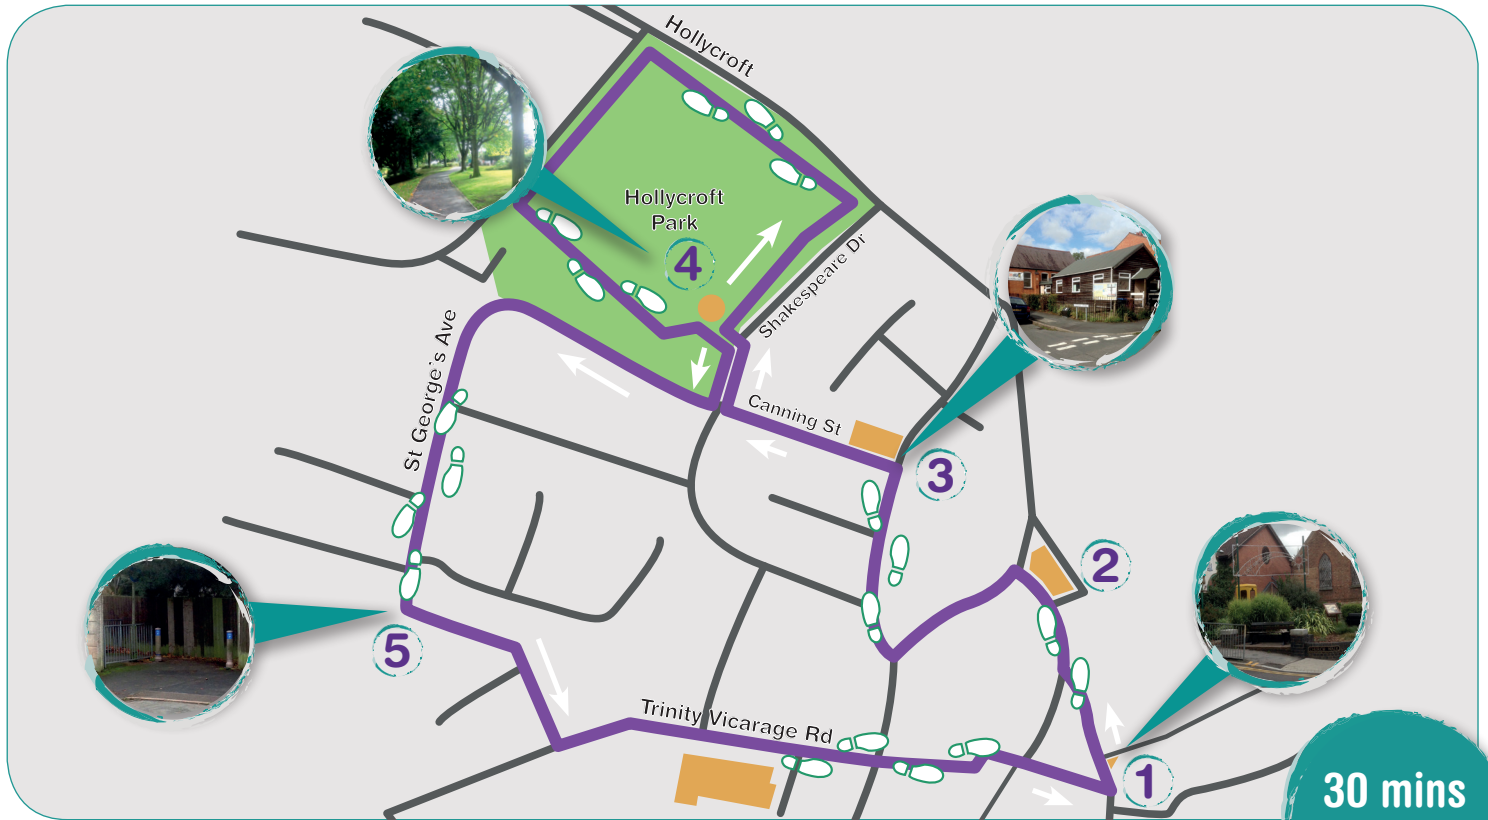 Hollycroft
Hollycroft
Park
4
Shakespeare Dr
St George's Ave
Canning St
3
2
5
Trinity Vicarage Rd
1
30 mins